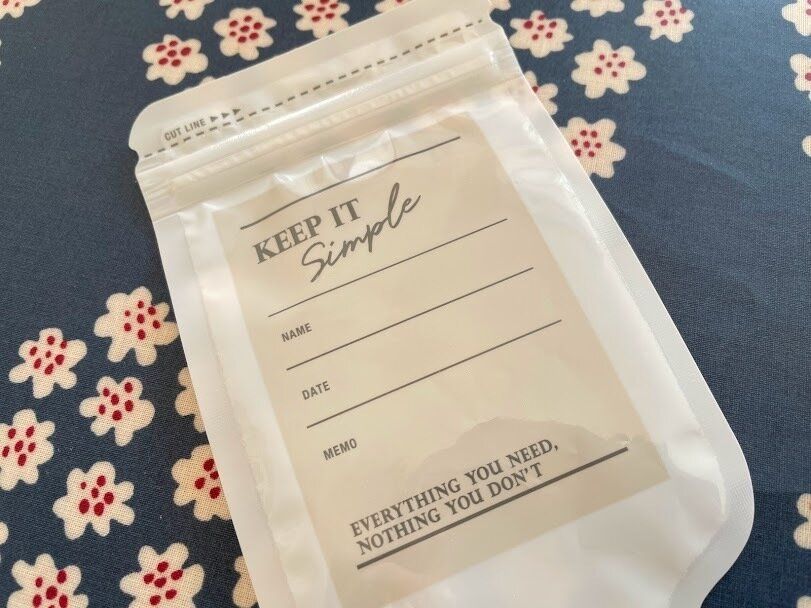 CUT LINE ▶▶▶
KEEP IT
Simple
NAME
DATE
MEMO
EVERYTHING YOU NEED,
NOTHING YOU DON'T